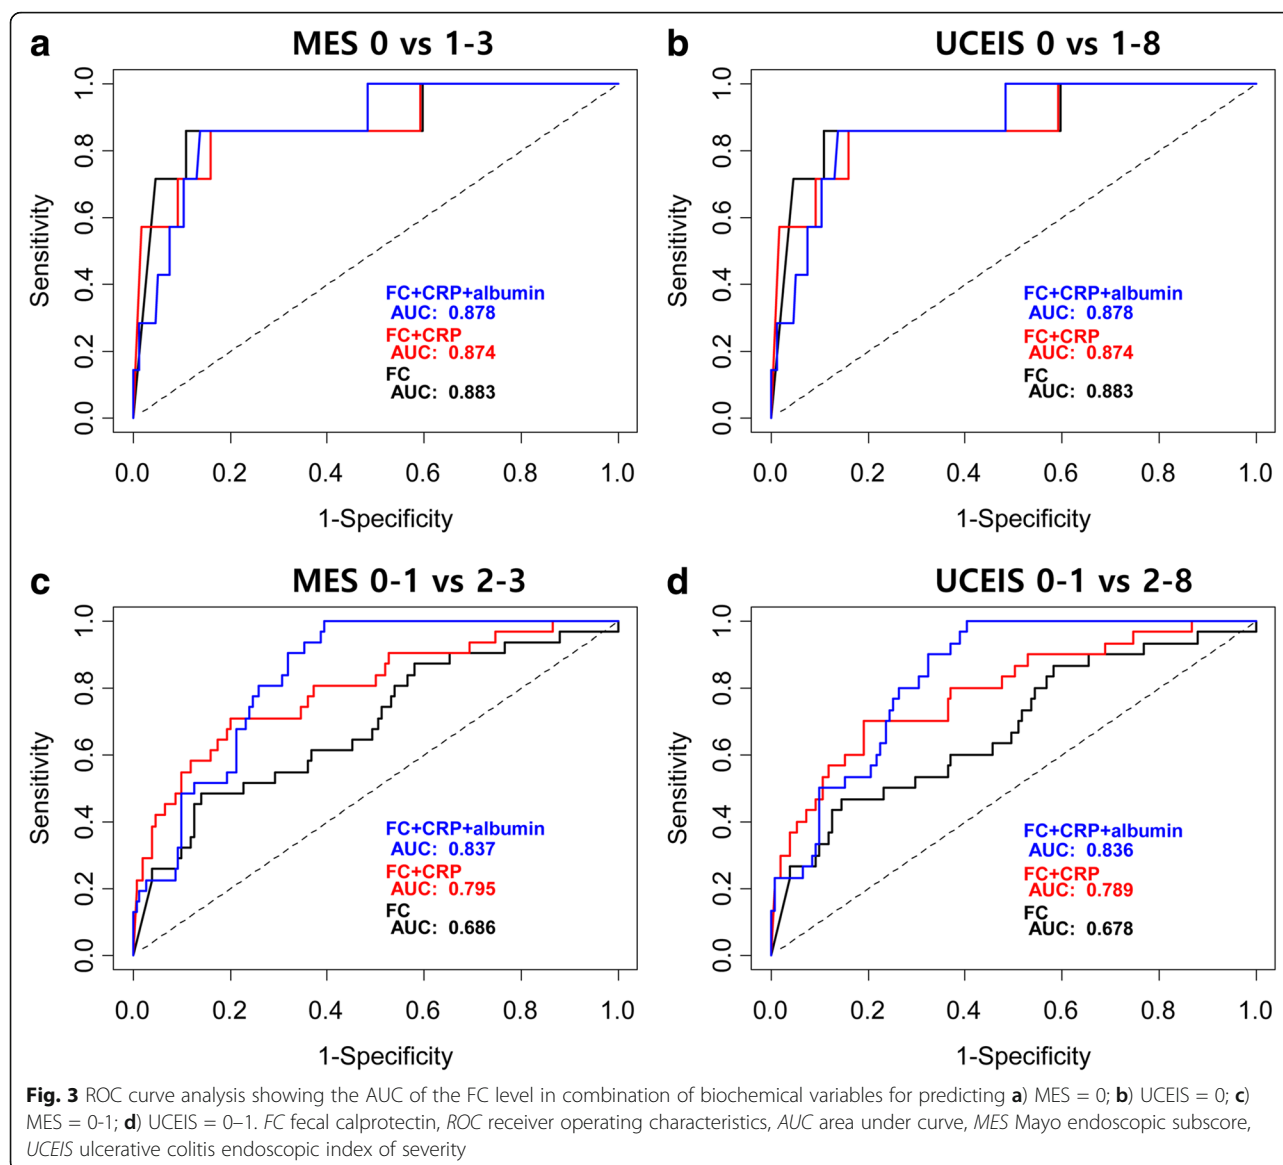 a
MES 0 vs 1-3
1.0
0.8
0.6
0.4
0.2
0.0
Sensitivity
FC+CRP+albumin
AUC: 0.878
FC+CRP
AUC: 0.874
FC
AUC: 0.883
0.0 0.2 0.4 0.6 0.8 1.0
1-Specificity
b
UCEIS 0 vs 1-8
1.0
0.8
0.6
0.4
0.2
0.0
Sensitivity
FC+CRP+albumin
AUC: 0.878
FC+CRP
AUC: 0.874
FC
AUC: 0.883
0.0 0.2 0.4 0.6 0.8 1.0
1-Specificity
c
MES 0-1 vs 2-3
1.0
0.8
0.6
0.4
0.2
0.0
Sensitivity
FC+CRP+albumin
AUC: 0.837
FC+CRP
AUC: 0.795
FC
AUC: 0.686
0.0 0.2 0.4 0.6 0.8 1.0
1-Specificity
d
UCEIS 0-1 vs 2-8
1.0
0.8
0.6
0.4
0.2
0.0
Sensitivity
FC+CRP+albumin
AUC: 0.836
FC+CRP
AUC: 0.789
FC
AUC: 0.678
0.0 0.2 0.4 0.6 0.8 1.0
1-Specificity
Fig. 3 ROC curve analysis showing the AUC of the FC level in combination of biochemical variables for predicting a) MES = 0; b) UCEIS = 0; c)
MES = 0-1; d) UCEIS = 0–1. FC fecal calprotectin, ROC receiver operating characteristics, AUC area under curve, MES Mayo endoscopic subscore,
UCEIS ulcerative colitis endoscopic index of severity